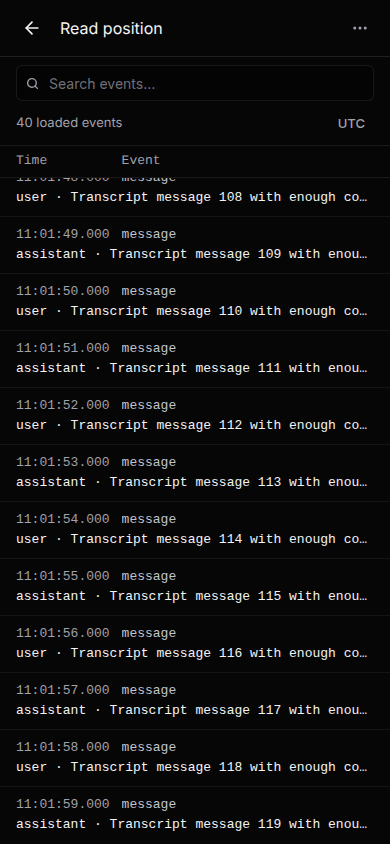 Read position
Search events...
40 loaded events UTC
Time Event
11:01:48.000 message
user · Transcript message 108 with enough co…
11:01:49.000 message
assistant · Transcript message 109 with enou…
11:01:50.000 message
user · Transcript message 110 with enough co…
11:01:51.000 message
assistant · Transcript message 111 with enou…
11:01:52.000 message
user · Transcript message 112 with enough co…
11:01:53.000 message
assistant · Transcript message 113 with enou…
11:01:54.000 message
user · Transcript message 114 with enough co…
11:01:55.000 message
assistant · Transcript message 115 with enou…
11:01:56.000 message
user · Transcript message 116 with enough co…
11:01:57.000 message
assistant · Transcript message 117 with enou…
11:01:58.000 message
user · Transcript message 118 with enough co…
11:01:59.000 message
assistant · Transcript message 119 with enou…